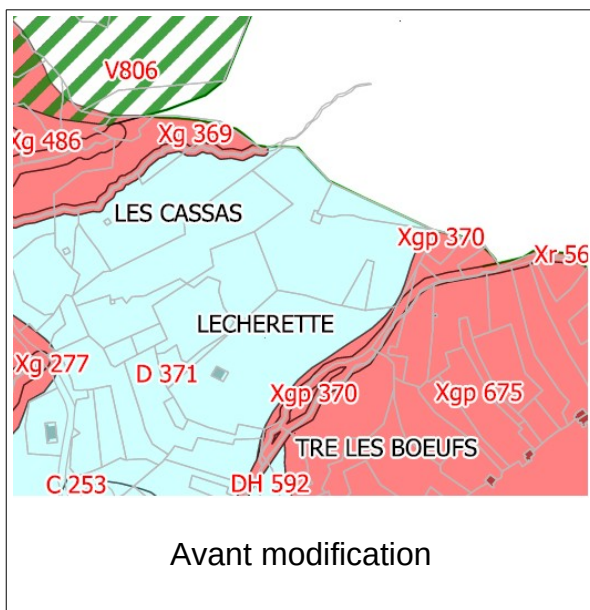 V806
Xg 486
Xg 369
LES CASSAS
Xgp 370
Xr 56
LECHERETTE
Xg 277
D 371
Xgp 370
Xgp 675
TRE LES BOEUFS
C 253
DH 592
Avant modification